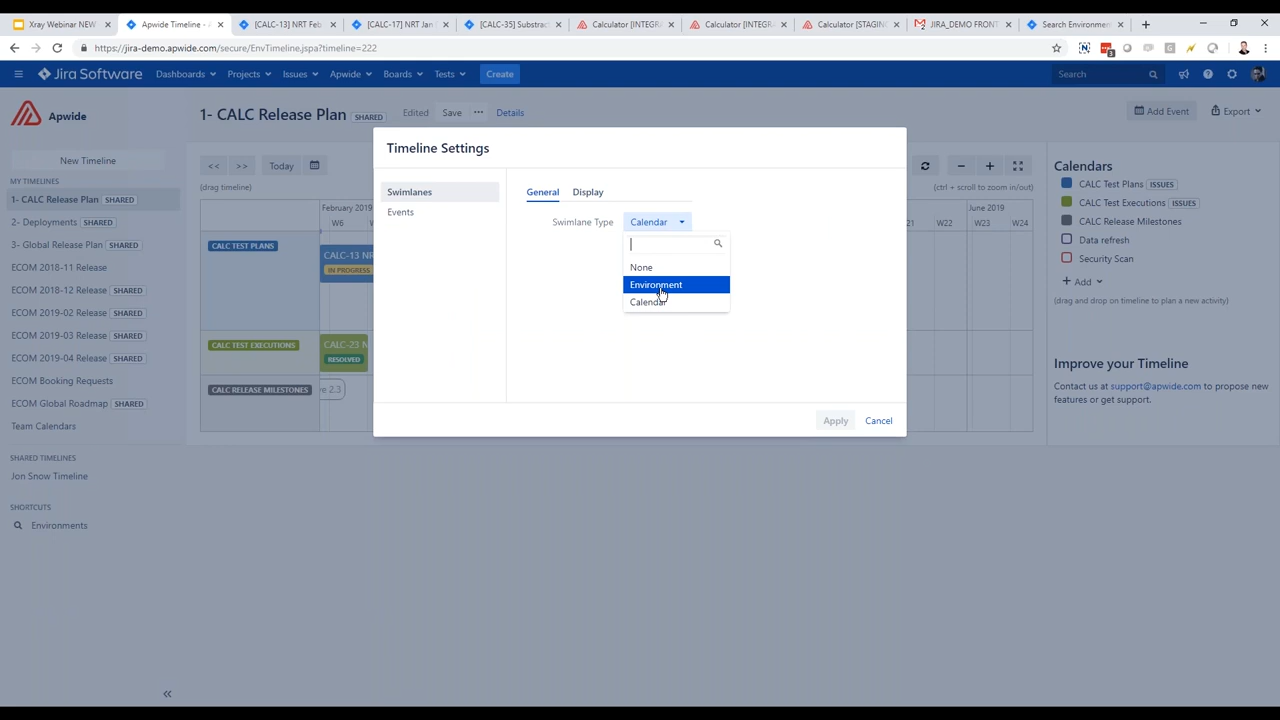 Xray Webinar NEW
Apwide Timeline - A
[CALC-13] NRT Feb
[CALC-17] NRT Jan
[CALC-35] Substrac
Calculator [INTEGRA
Calculator [INTEGRA
Calculator [STAGIN
JIRA_DEMO FRONT
Search Environment
https://jira-demo.apwide.com/secure/EnvTimeline.jspa?timeline=222
3
Jira Software
Dashboards
Projects
Issues
Apwide
Boards
Tests
Create
Search
Apwide
1- CALC Release Plan SHARED
Edited
Save
Details
Add Event
Export
New Timeline
MY TIMELINES
1- CALC Release Plan SHARED
2- Deployments SHARED
3- Global Release Plan SHARED
ECOM 2018-11 Release
ECOM 2018-12 Release SHARED
ECOM 2019-02 Release SHARED
ECOM 2019-03 Release SHARED
ECOM 2019-04 Release SHARED
ECOM Booking Requests
ECOM Global Roadmap SHARED
Team Calendars
SHARED TIMELINES
Jon Snow Timeline
SHORTCUTS
Environments
<< >> Today
(drag timeline)
(ctrl + scroll to zoom in/out)
February 2019
June 2019
W6
W22
W23
W24
CALC TEST PLANS
CALC-13 NR
IN PROGRESS
CALC TEST EXECUTIONS
CALC-23 N
RESOLVED
CALC RELEASE MILESTONES
e 2.3
Timeline Settings
Swimlanes
Events
General
Display
Swimlane Type
Calendar
None
Environment
Calendar
Apply
Cancel
Calendars
CALC Test Plans ISSUES
CALC Test Executions ISSUES
CALC Release Milestones
Data refresh
Security Scan
+ Add
(drag and drop on timeline to plan a new activity)
Improve your Timeline
Contact us at support@apwide.com to propose new
features or get support.